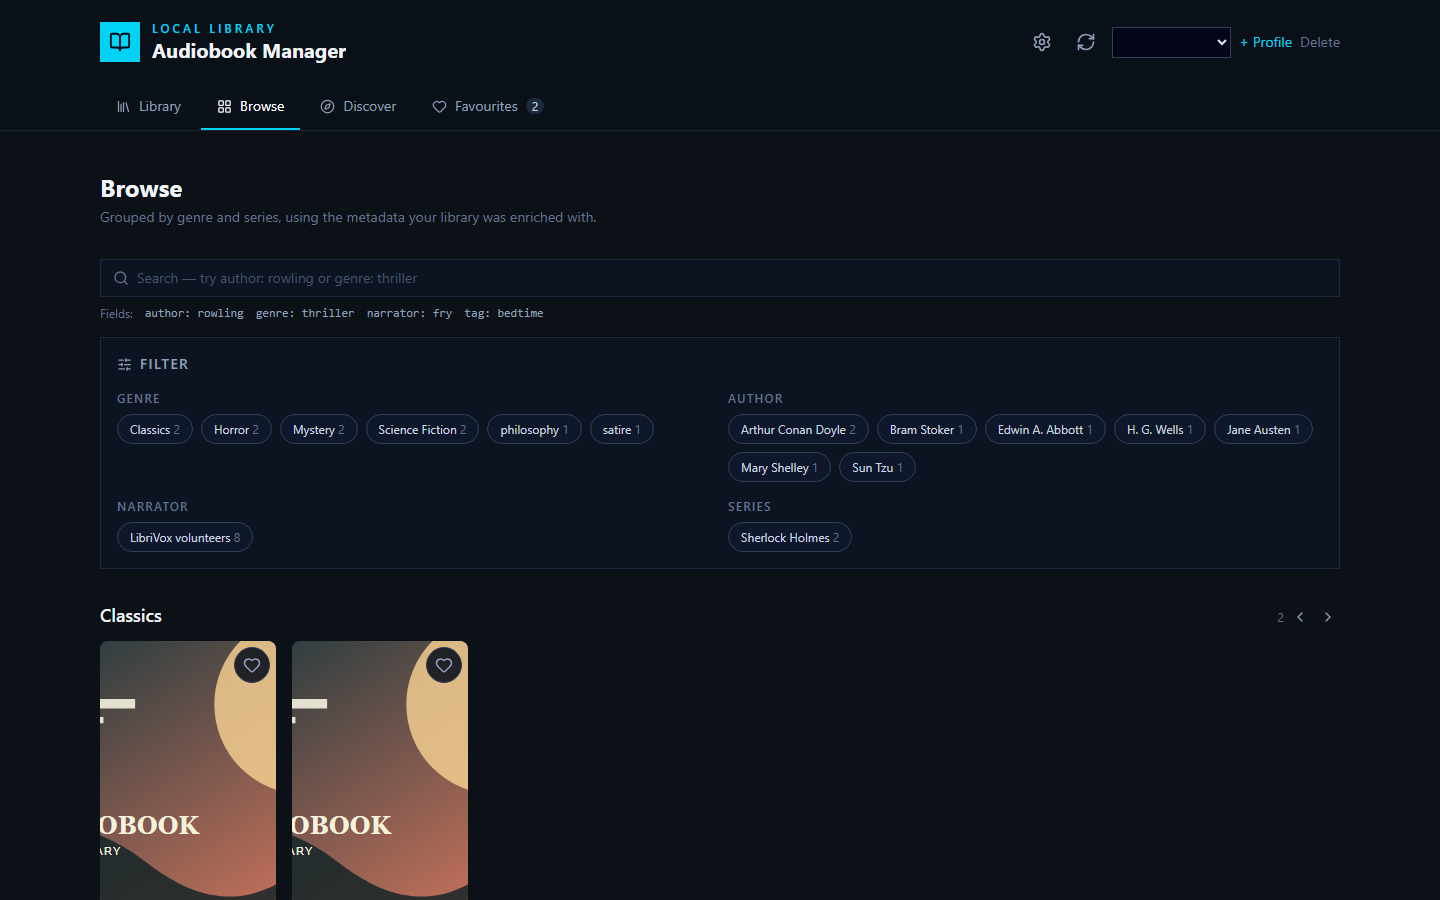 LOCAL LIBRARY
Audiobook Manager
+ Profile
Delete
Library
Browse
Discover
Favourites 2
Browse
Grouped by genre and series, using the metadata your library was enriched with.
Search — try author: rowling or genre: thriller
Fields: author: rowling genre: thriller narrator: fry tag: bedtime
FILTER
GENRE
Classics 2
Horror 2
Mystery 2
Science Fiction 2
philosophy 1
satire 1
AUTHOR
Arthur Conan Doyle 2
Bram Stoker 1
Edwin A. Abbott 1
H. G. Wells 1
Jane Austen 1
Mary Shelley 1
Sun Tzu 1
NARRATOR
LibriVox volunteers 8
SERIES
Sherlock Holmes 2
Classics
2
OBOOK
ARY
OBOOK
ARY